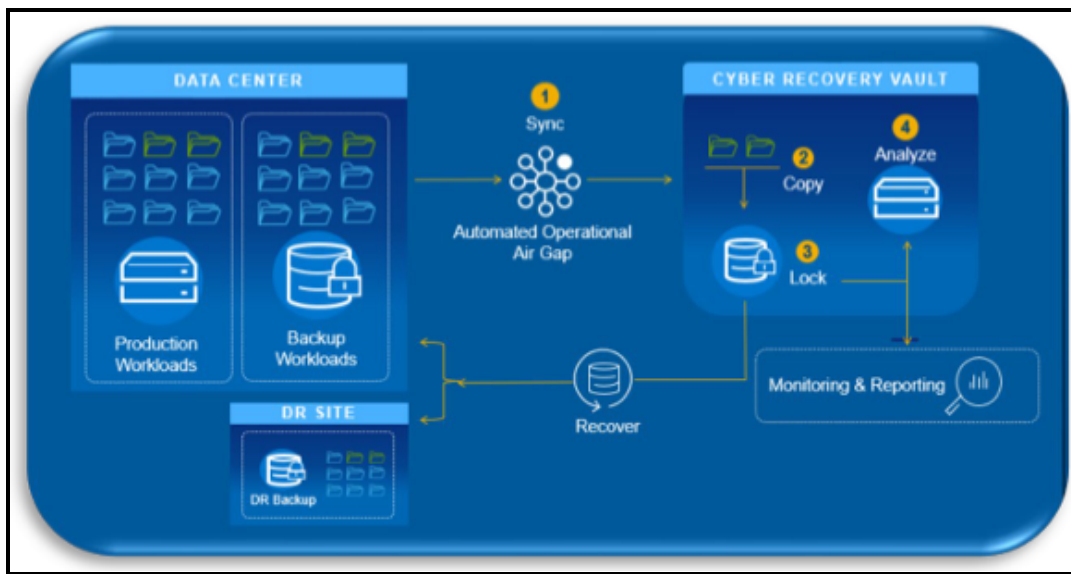 DATA CENTER
Production
Workloads
Backup
Workloads
1
Sync
Automated Operational
Air Gap
CYBER RECOVERY VAULT
2
Copy
3
Lock
4
Analyze
Monitoring & Reporting
Recover
DR SITE
DR Backup